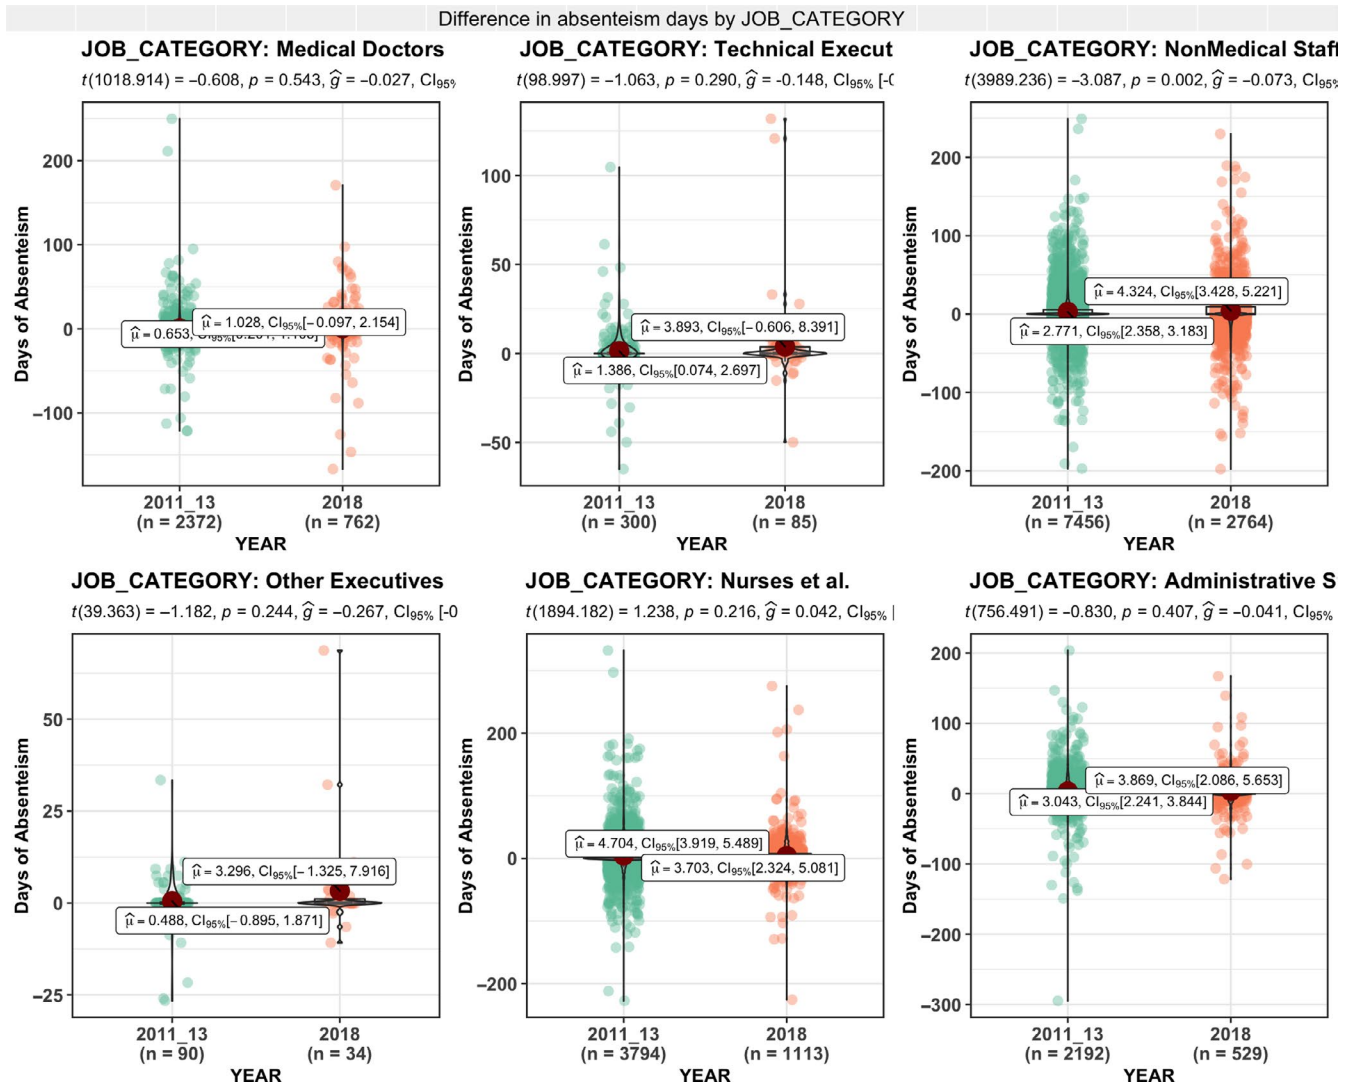 Difference in absenteism days by JOB_CATEGORY
JOB_CATEGORY: Medical Doctors
t(1018.914) = −0.608, p = 0.543, ĝ = −0.027, CI95%
Days of Absenteism
200
100
0
−100
μ̂ = 0.653,
μ̂ = 1.028, CI95%[−0.097, 2.154]
2011_13
(n = 2372)
2018
(n = 762)
YEAR
JOB_CATEGORY: Technical Execut
t(98.997) = −1.063, p = 0.290, ĝ = −0.148, CI95% [-0
Days of Absenteism
100
50
0
−50
μ̂ = 3.893, CI95%[−0.606, 8.391]
μ̂ = 1.386, CI95%[0.074, 2.697]
2011_13
(n = 300)
2018
(n = 85)
YEAR
JOB_CATEGORY: NonMedical Staff
t(3989.236) = −3.087, p = 0.002, ĝ = −0.073, CI95%
Days of Absenteism
200
100
0
−100
−200
μ̂ = 4.324, CI95%[3.428, 5.221]
μ̂ = 2.771, CI95%[2.358, 3.183]
2011_13
(n = 7456)
2018
(n = 2764)
YEAR
JOB_CATEGORY: Other Executives
t(39.363) = −1.182, p = 0.244, ĝ = −0.267, CI95% [-0
Days of Absenteism
50
25
0
−25
μ̂ = 3.296, CI95%[−1.325, 7.916]
μ̂ = 0.488, CI95%[−0.895, 1.871]
2011_13
(n = 90)
2018
(n = 34)
YEAR
JOB_CATEGORY: Nurses et al.
t(1894.182) = 1.238, p = 0.216, ĝ = 0.042, CI95% [
Days of Absenteism
200
0
−200
μ̂ = 4.704, CI95%[3.919, 5.489]
μ̂ = 3.703, CI95%[2.324, 5.081]
2011_13
(n = 3794)
2018
(n = 1113)
YEAR
JOB_CATEGORY: Administrative S
t(756.491) = −0.830, p = 0.407, ĝ = −0.041, CI95%
Days of Absenteism
200
100
0
−100
−200
−300
μ̂ = 3.869, CI95%[2.086, 5.653]
μ̂ = 3.043, CI95%[2.241, 3.844]
2011_13
(n = 2192)
2018
(n = 529)
YEAR